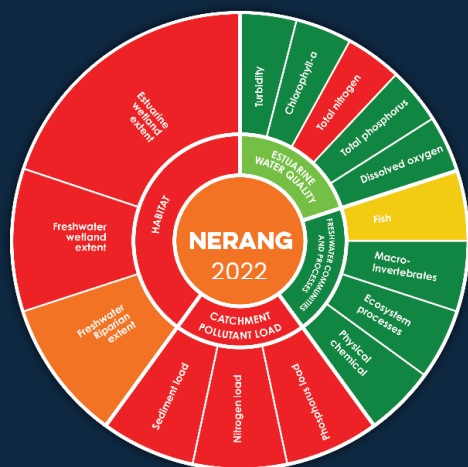 NERANG
2022
ESTUARINE
WATER QUALITY
Turbidity
Chlorophyll-a
Total nitrogen
Total phosphorus
Dissolved oxygen
FRESHWATER COMMUNITIES
AND PROCESSES
Fish
Macro-
Invertebrates
Ecosystem
processes
Physical
chemical
CATCHMENT
POLLUTANT LOAD
Phosphorus load
Nitrogen load
Sediment load
HABITAT
Freshwater
Riparian
extent
Freshwater
wetland
extent
Estuarine
wetland
extent